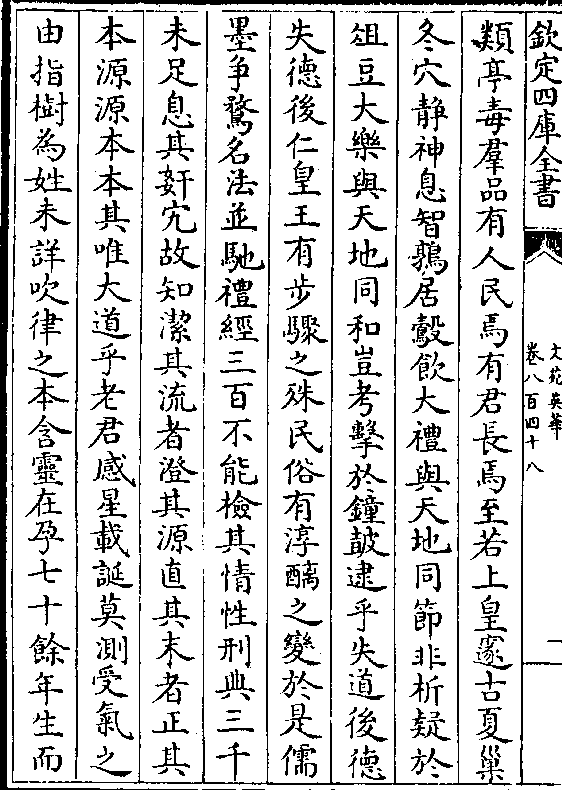 欽定四庫全書
文苑英華
卷八百四十八
二
類亭毒羣品有人民焉有君長焉至若上皇邃古夏巢
冬穴静神息智鶉居鷇飲大禮與天地同節非析疑於
俎豆大樂與天地同和豈考擊於鐘鼓逮乎失道後德
失德後仁皇王有步驟之殊民俗有淳醨之變於是儒
墨争騖名法並馳禮經三百不能檢其情性刑典三千
未足息其姧宄故知潔其流者澄其源直其末者正其
本源源本本其唯大道乎老君感星載誕莫測受氣之
由指樹為姓未詳吹律之本含靈在孕七十餘年生而